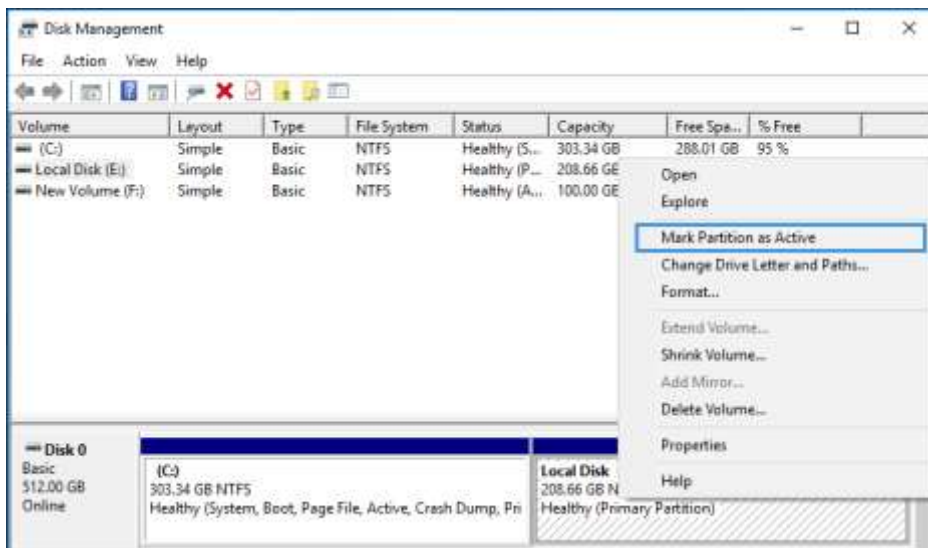 Disk Management
File Action View Help
Volume Layout Type File System Status Capacity Free Spa... % Free
(C:) Simple Basic NTFS Healthy (S... 303.34 GB 288.01 GB 95 %
Local Disk (E:) Simple Basic NTFS Healthy (P... 208.66 GB
New Volume (F:) Simple Basic NTFS Healthy (A... 100.00 GB
Open
Explore
Mark Partition as Active
Change Drive Letter and Paths...
Format...
Extend Volume...
Shrink Volume...
Add Mirror...
Delete Volume...
Properties
Help
Disk 0
Basic
512.00 GB
Online
(C:)
303.34 GB NTFS
Healthy (System, Boot, Page File, Active, Crash Dump, Pri
Local Disk
208.66 GB N
Healthy (Primary Partition)